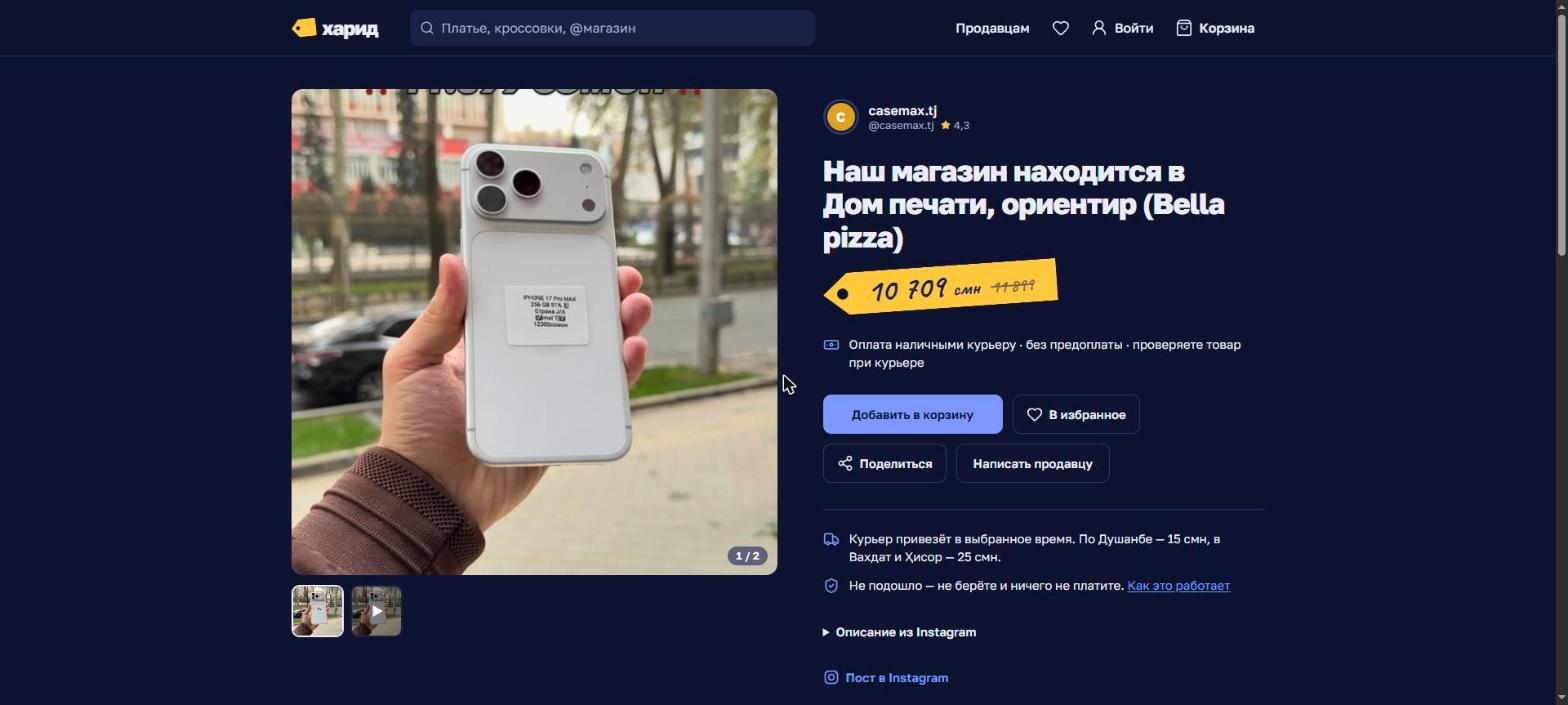 харид
Платье, кроссовки, @магазин
Продавцам
Войти
Корзина
casemax.tj
@casemax.tj ★ 4,3
C
Наш магазин находится в
Дом печати, ориентир (Bella
pizza)
10 709 смн 11 899
IPHONE 17 Pro MAX
256 GB 91%
Страна J/A
12300сомон
1 / 2
Оплата наличными курьеру · без предоплаты · проверяете товар
при курьере
Добавить в корзину
В избранное
Поделиться
Написать продавцу
Курьер привезёт в выбранное время. По Душанбе — 15 смн, в
Вахдат и Ҳисор — 25 смн.
Не подошло — не берёте и ничего не платите. Как это работает
Описание из Instagram
Пост в Instagram